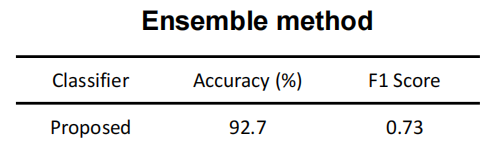 Ensemble method
Classifier Accuracy (%) F1 Score
Proposed 92.7 0.73